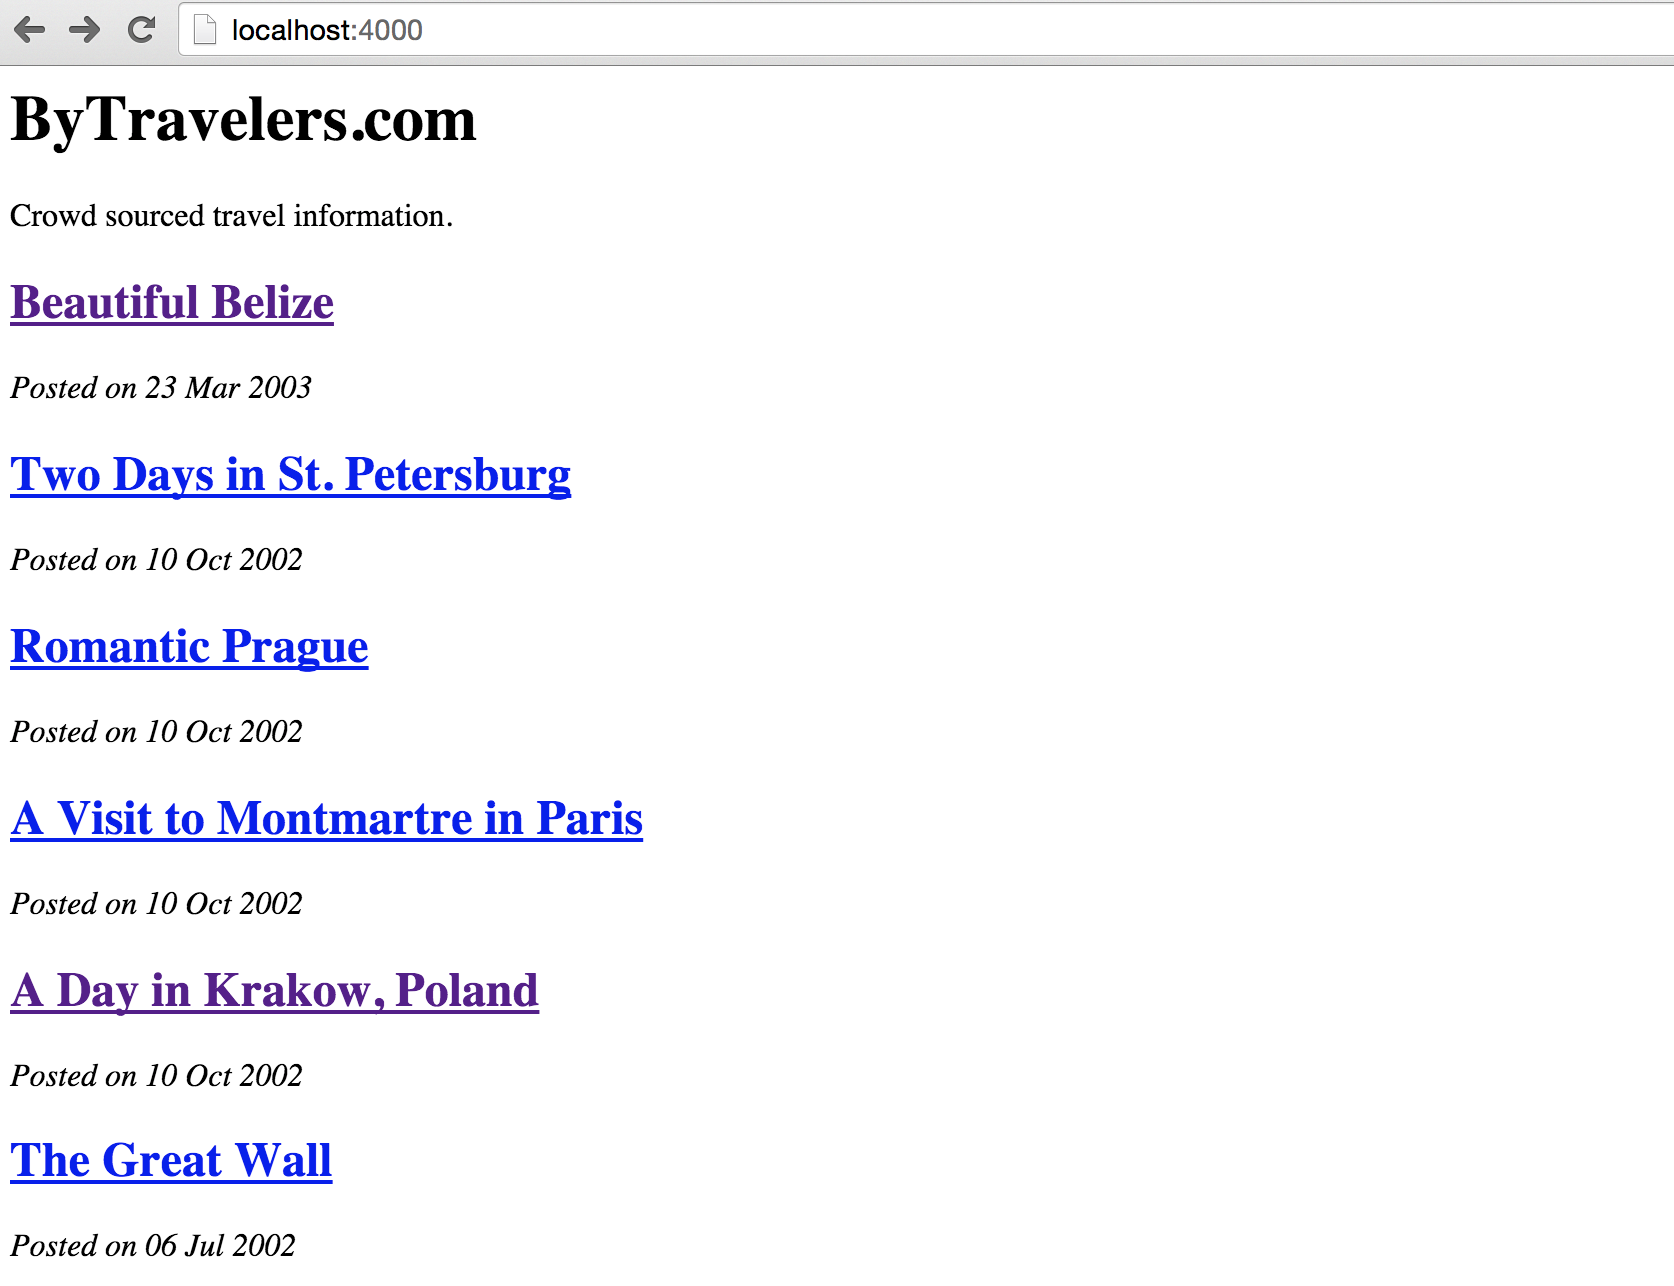 localhost:4000
ByTravelers.com
Crowd sourced travel information.
Beautiful Belize
Posted on 23 Mar 2003
Two Days in St. Petersburg
Posted on 10 Oct 2002
Romantic Prague
Posted on 10 Oct 2002
A Visit to Montmartre in Paris
Posted on 10 Oct 2002
A Day in Krakow, Poland
Posted on 10 Oct 2002
The Great Wall
Posted on 06 Jul 2002